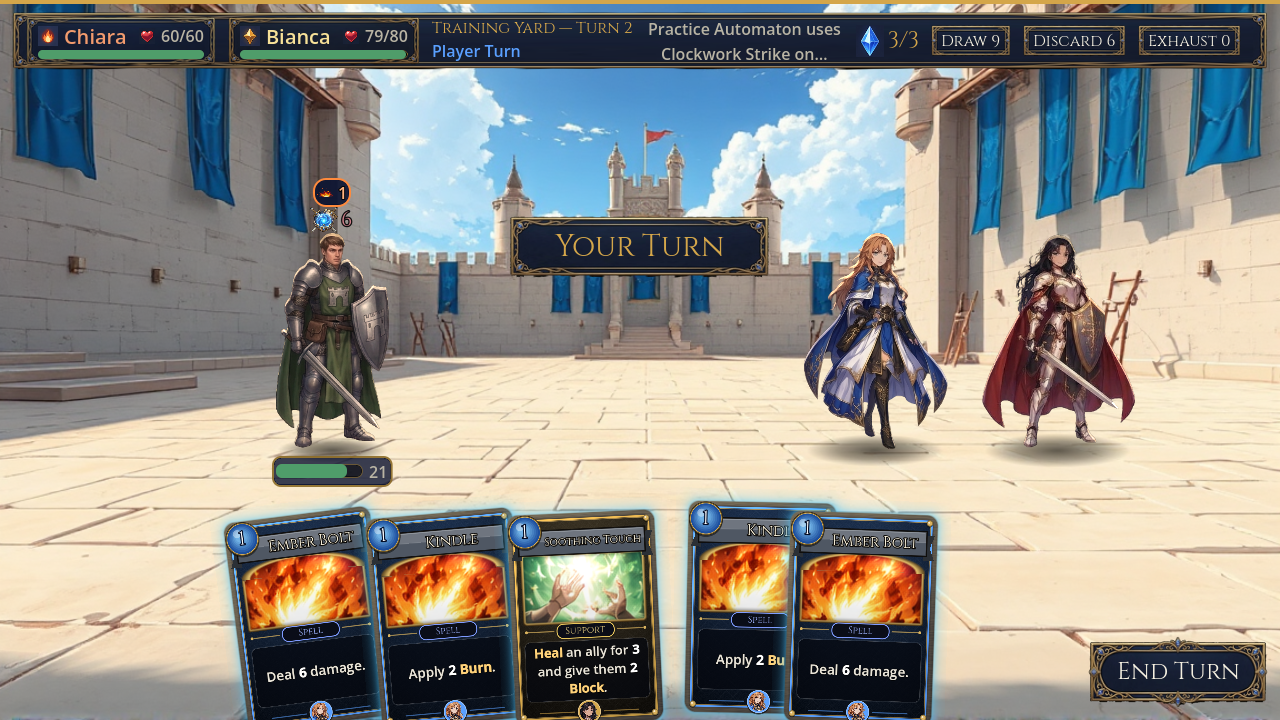 Chiara 60/60
Bianca 79/80
Training Yard — Turn 2
Player Turn
Practice Automaton uses
Clockwork Strike on...
3/3
Draw 9
Discard 6
Exhaust 0
1
6
Your Turn
21
1
Ember Bolt
Spell
Deal 6 damage.
1
Kindle
Spell
Apply 2 Burn.
1
Soothing Touch
Support
Heal an ally for 3
and give them 2
Block.
1
Kindl
Spell
Apply 2 Bu
1
Ember Bolt
Spell
Deal 6 damage.
End Turn